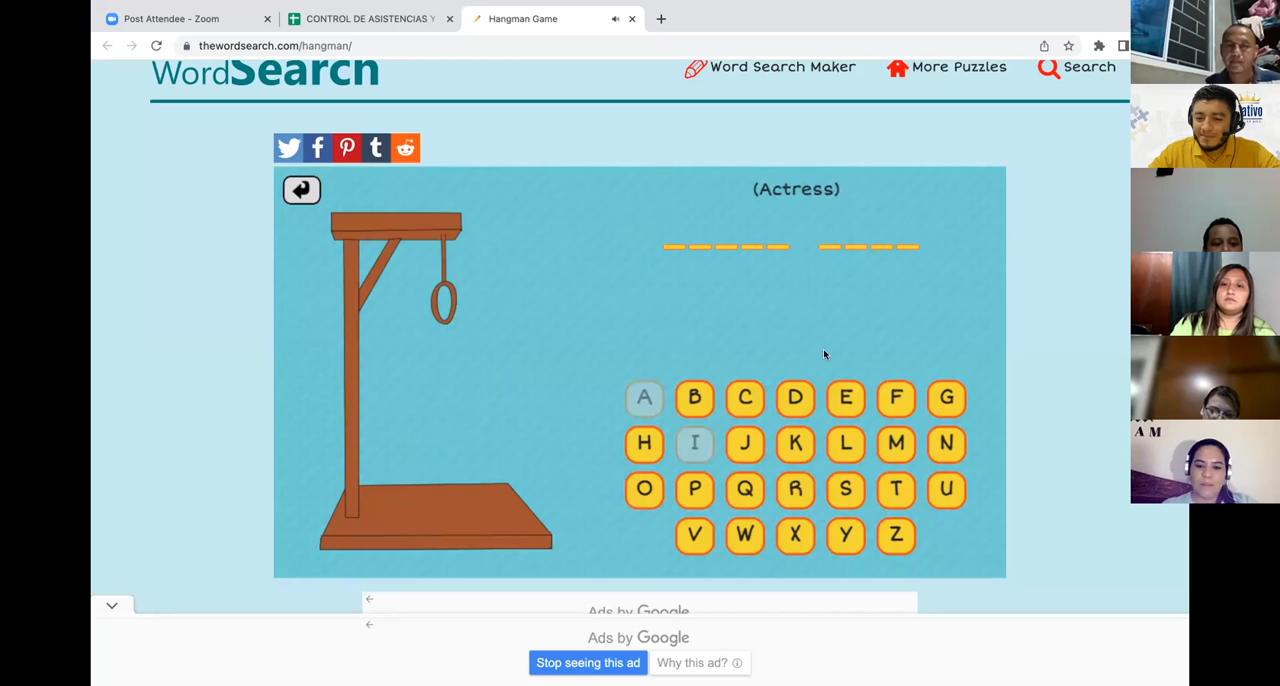 Post Attendee - Zoom
CONTROL DE ASISTENCIAS Y
Hangman Game
thewordsearch.com/hangman/
WordSearch
Word Search Maker
More Puzzles
Search
(Actress)
A B C D E F G
H I J K L M N
O P Q R S T U
V W X Y Z
Ads by Google
Ads by Google
Stop seeing this ad
Why this ad?
ativo
A M